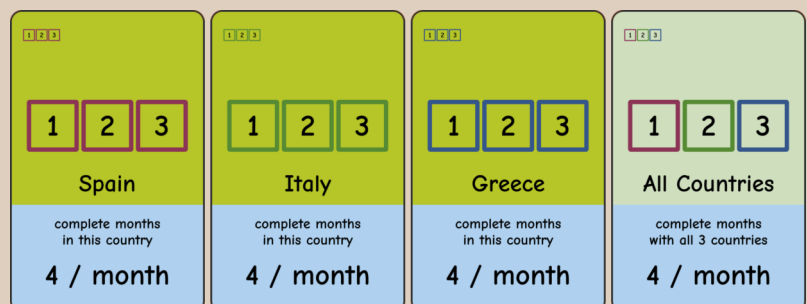 1 2 3
1 2 3
Spain
complete months
in this country
4 / month
1 2 3
1 2 3
Italy
complete months
in this country
4 / month
1 2 3
1 2 3
Greece
complete months
in this country
4 / month
1 2 3
1 2 3
All Countries
complete months
with all 3 countries
4 / month